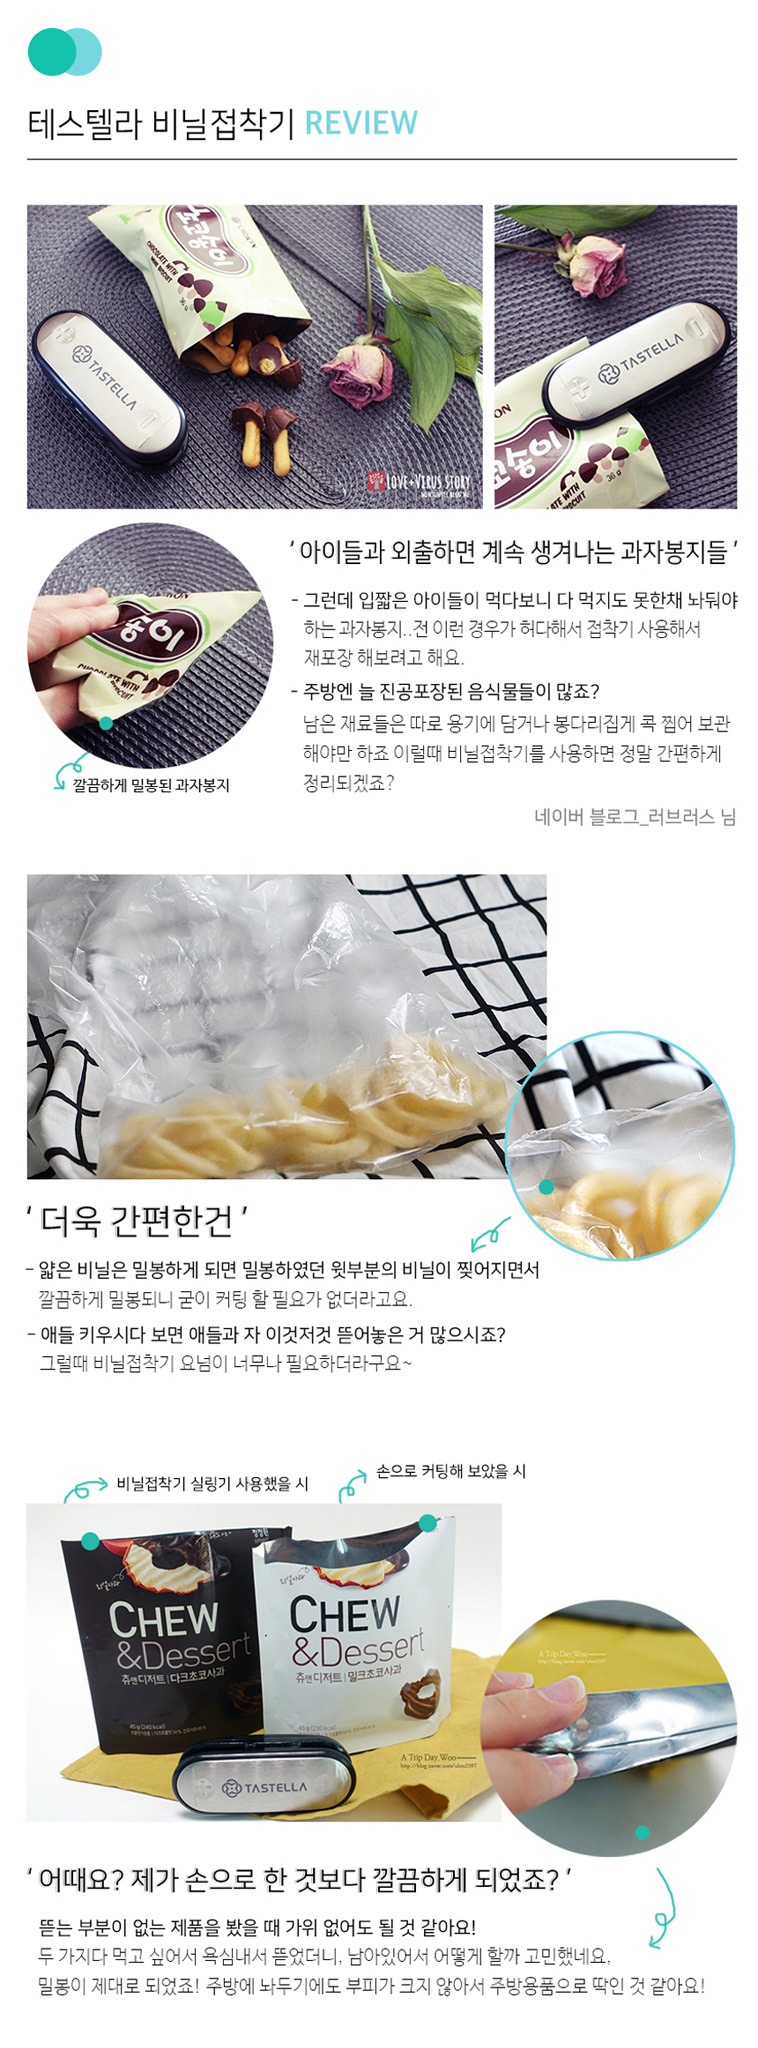 테스텔라 비닐접착기 REVIEW
ORION
초코송이
CHOCOLATE WITH
MINI BISCUIT
36 g
TASTELLA
LOVE+VERUS STORY
TASTELLA
코송이
36 g
송이
CHOCOLATE WITH
깔끔하게 밀봉된 과자봉지
' 아이들과 외출하면 계속 생겨나는 과자봉지들 '
- 그런데 입짧은 아이들이 먹다보니 다 먹지도 못한채 놔둬야
하는 과자봉지..전 이런 경우가 허다해서 접착기 사용해서
재포장 해보려고 해요.
- 주방엔 늘 진공포장된 음식물들이 많죠?
남은 재료들은 따로 용기에 담거나 봉다리집게 콕 찝어 보관
해야만 하죠 이럴때 비닐접착기를 사용하면 정말 간편하게
정리되겠죠?
네이버 블로그_러브러스 님
' 더욱 간편한건 '
- 얇은 비닐은 밀봉하게 되면 밀봉하였던 윗부분의 비닐이 찢어지면서
깔끔하게 밀봉되니 굳이 커팅 할 필요가 없더라고요.
- 애들 키우시다 보면 애들과 자 이것저것 뜯어놓은 거 많으시죠?
그럴때 비닐접착기 요넘이 너무나 필요하더라구요~
비닐접착기 실링기 사용했을 시
손으로 커팅해 보았을 시
CHEW
&Dessert
츄앤디저트|다크초코사과
45g(240kcal)
CHEW
&Dessert
츄앤디저트|밀크초코사과
45g(230kcal)
TASTELLA
A Trip Day, Woo
A Trip Day, Woo
' 어때요? 제가 손으로 한 것보다 깔끔하게 되었죠? '
뜯는 부분이 없는 제품을 봤을 때 가위 없어도 될 것 같아요!
두 가지다 먹고 싶어서 욕심내서 뜯었더니, 남아있어서 어떻게 할까 고민했네요,
밀봉이 제대로 되었죠! 주방에 놔두기에도 부피가 크지 않아서 주방용품으로 딱인 것 같아요!